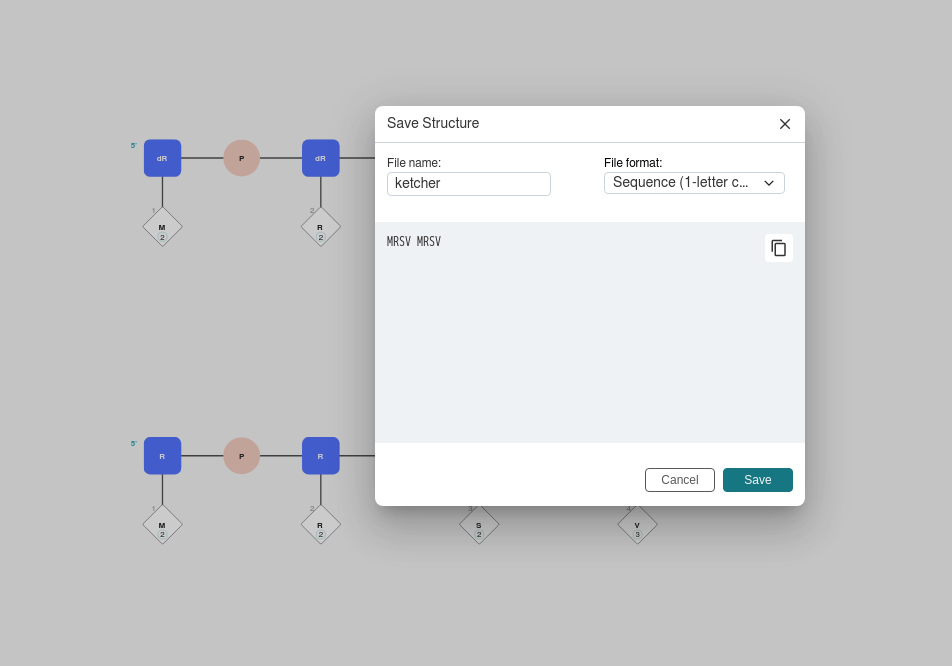 Save Structure
File name:
File format:
ketcher
Sequence (1-letter c...
MRSV MRSV
Cancel
Save
5'
dR
P
dR
1
M
2
2
R
2
5'
R
P
R
1
M
2
2
R
2
3
S
2
4
V
3